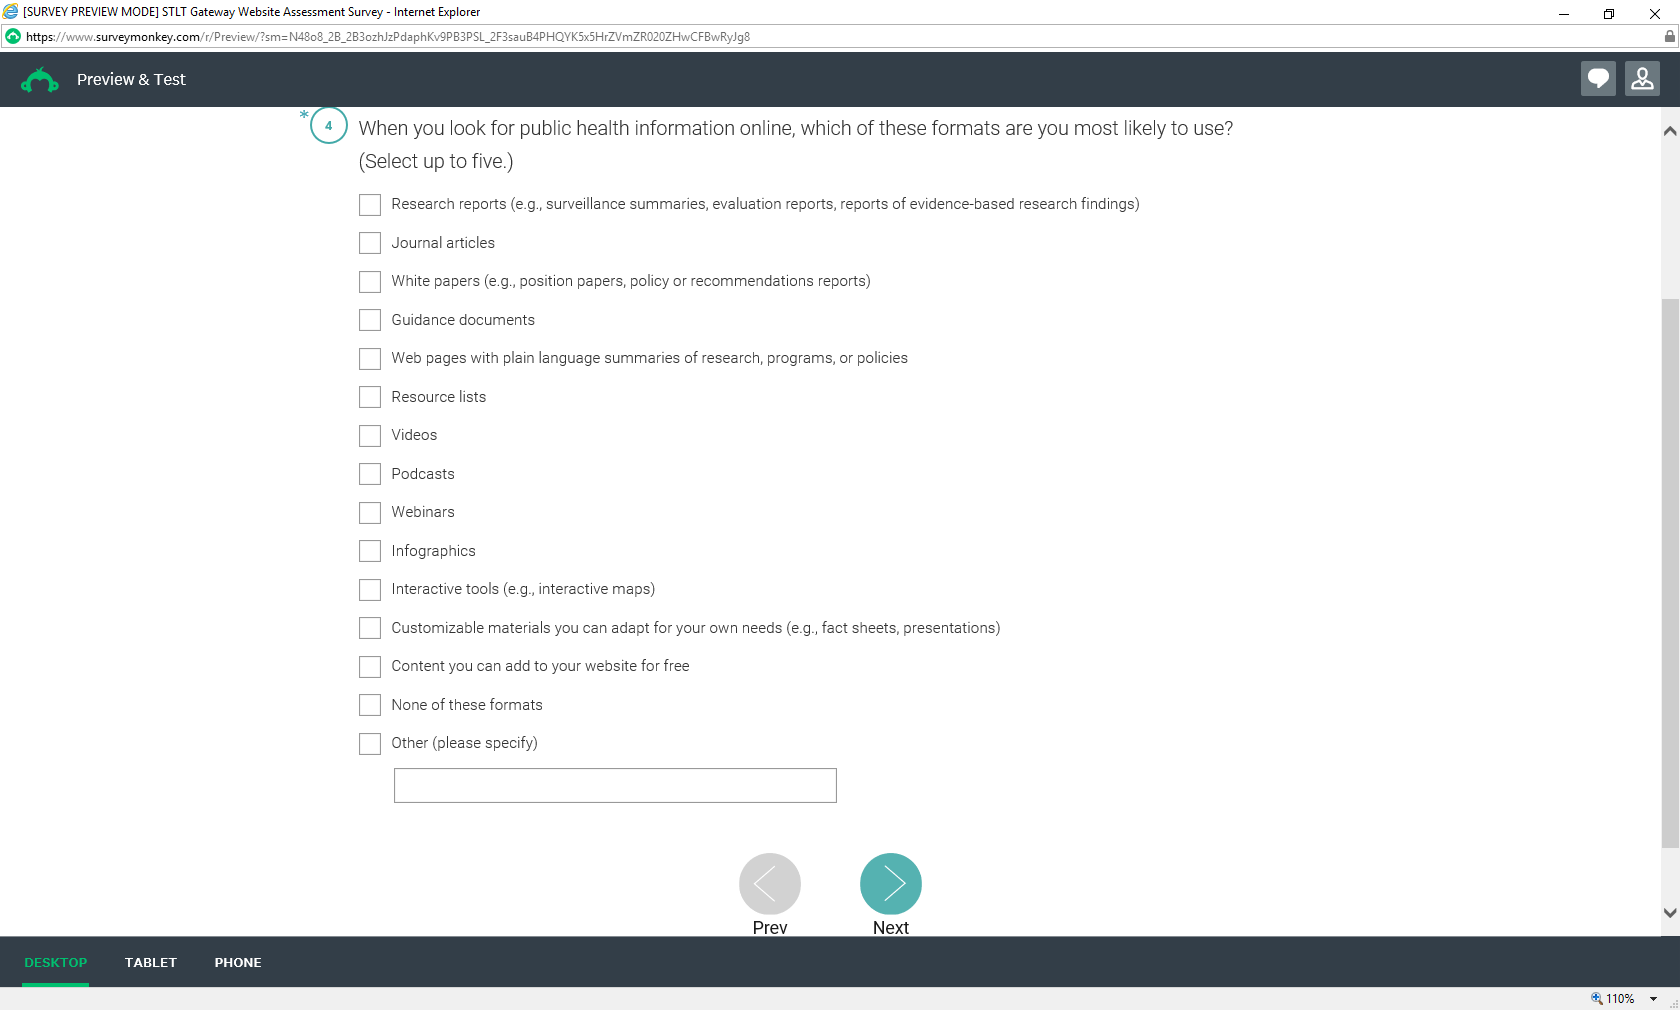 [SURVEY PREVIEW MODE] STLT Gateway Website Assessment Survey - Internet Explorer
https://www.surveymonkey.com/r/Preview/?sm=N48o8_2B_2B3ozhJzPdaphKv9PB3PSL_2F3sauB4PHQYK5x5HrZVmZR020ZHwCFBwRyJg8
Preview & Test
* 4 When you look for public health information online, which of these formats are you most likely to use?
(Select up to five.)
Research reports (e.g., surveillance summaries, evaluation reports, reports of evidence-based research findings)
Journal articles
White papers (e.g., position papers, policy or recommendations reports)
Guidance documents
Web pages with plain language summaries of research, programs, or policies
Resource lists
Videos
Podcasts
Webinars
Infographics
Interactive tools (e.g., interactive maps)
Customizable materials you can adapt for your own needs (e.g., fact sheets, presentations)
Content you can add to your website for free
None of these formats
Other (please specify)
Prev Next
DESKTOP TABLET PHONE
110%